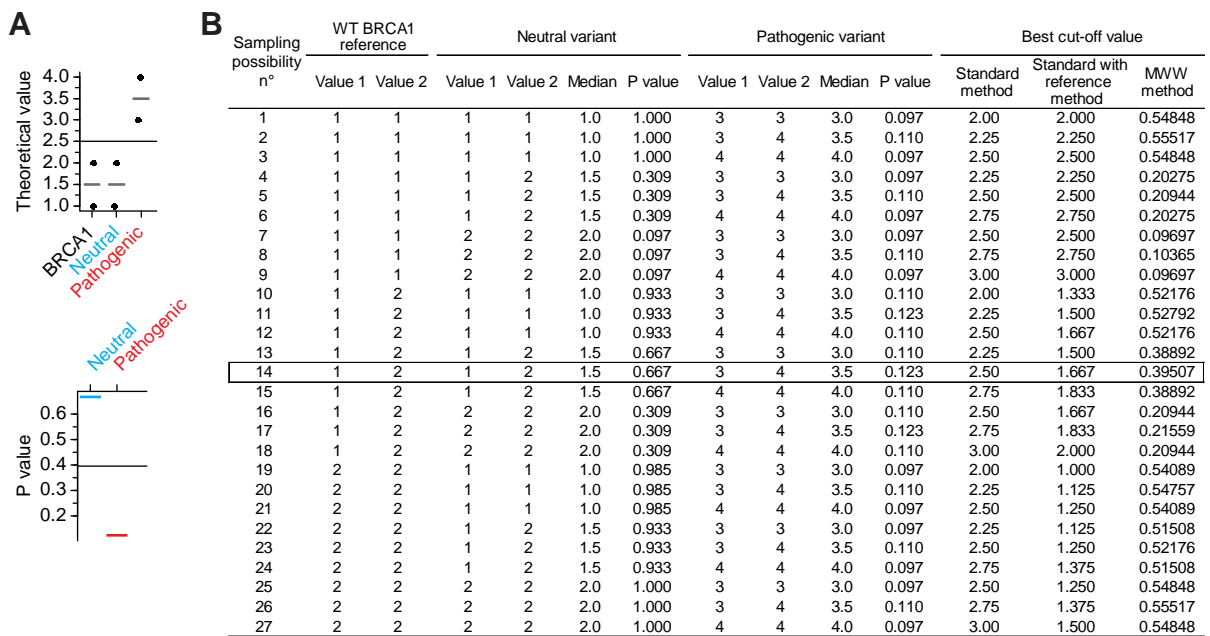 A
Theoretical value
4.0
3.5
3.0
2.5
2.0
1.5
1.0
BRCA1
Neutral
Pathogenic
Neutral
Pathogenic
P value
0.6
0.5
0.4
0.3
0.2
B
Sampling possibility n° WT BRCA1 reference Neutral variant Pathogenic variant Best cut-off value
Value 1 Value 2 Value 1 Value 2 Median P value Value 1 Value 2 Median P value Standard method Standard with reference method MWW method
1 1 1 1 1 1.0 1.000 3 3 3.0 0.097 2.00 2.000 0.54848
2 1 1 1 1 1.0 1.000 3 4 3.5 0.110 2.25 2.250 0.55517
3 1 1 1 1 1.0 1.000 4 4 4.0 0.097 2.50 2.500 0.54848
4 1 1 1 2 1.5 0.309 3 3 3.0 0.097 2.25 2.250 0.20275
5 1 1 1 2 1.5 0.309 3 4 3.5 0.110 2.50 2.500 0.20944
6 1 1 1 2 1.5 0.309 4 4 4.0 0.097 2.75 2.750 0.20275
7 1 1 2 2 2.0 0.097 3 3 3.0 0.097 2.50 2.500 0.09697
8 1 1 2 2 2.0 0.097 3 4 3.5 0.110 2.75 2.750 0.10365
9 1 1 2 2 2.0 0.097 4 4 4.0 0.097 3.00 3.000 0.09697
10 1 2 1 1 1.0 0.933 3 3 3.0 0.110 2.00 1.333 0.52176
11 1 2 1 1 1.0 0.933 3 4 3.5 0.123 2.25 1.500 0.52792
12 1 2 1 1 1.0 0.933 4 4 4.0 0.110 2.50 1.667 0.52176
13 1 2 1 2 1.5 0.667 3 3 3.0 0.110 2.25 1.500 0.38892
14 1 2 1 2 1.5 0.667 3 4 3.5 0.123 2.50 1.667 0.39507
15 1 2 1 2 1.5 0.667 4 4 4.0 0.110 2.75 1.833 0.38892
16 1 2 2 2 2.0 0.309 3 3 3.0 0.110 2.50 1.667 0.20944
17 1 2 2 2 2.0 0.309 3 4 3.5 0.123 2.75 1.833 0.21559
18 1 2 2 2 2.0 0.309 4 4 4.0 0.110 3.00 2.000 0.20944
19 2 2 1 1 1.0 0.985 3 3 3.0 0.097 2.00 1.000 0.54089
20 2 2 1 1 1.0 0.985 3 4 3.5 0.110 2.25 1.125 0.54757
21 2 2 1 1 1.0 0.985 4 4 4.0 0.097 2.50 1.250 0.54089
22 2 2 1 2 1.5 0.933 3 3 3.0 0.097 2.25 1.125 0.51508
23 2 2 1 2 1.5 0.933 3 4 3.5 0.110 2.50 1.250 0.52176
24 2 2 1 2 1.5 0.933 4 4 4.0 0.097 2.75 1.375 0.51508
25 2 2 2 2 2.0 1.000 3 3 3.0 0.097 2.50 1.250 0.54848
26 2 2 2 2 2.0 1.000 3 4 3.5 0.110 2.75 1.375 0.55517
27 2 2 2 2 2.0 1.000 4 4 4.0 0.097 3.00 1.500 0.54848